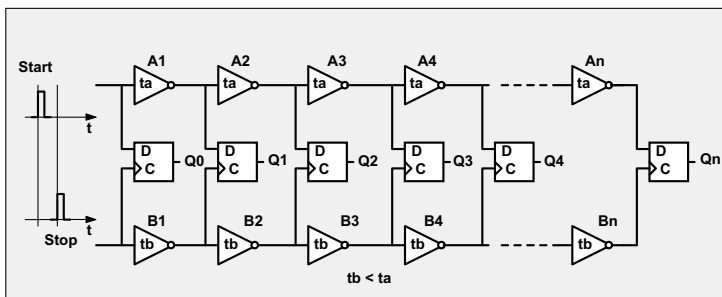 A1 A2 A3 A4 An
Start
ta ta ta ta ta
t
D D D D D D
Q0 Q1 Q2 Q3 Q4 Qn
C C C C C C
B1 B2 B3 B4 Bn
t
Stop
tb tb tb tb tb
tb < ta